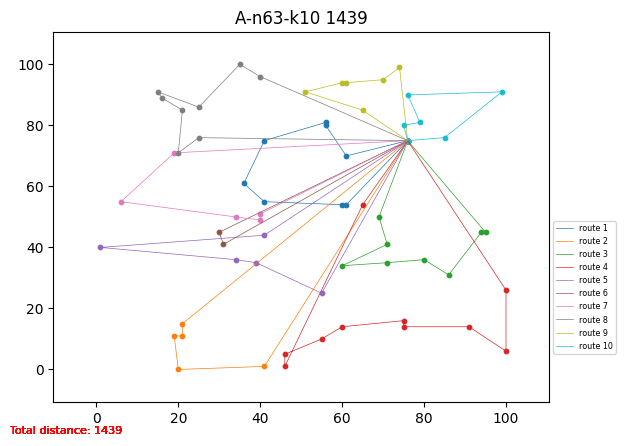 A-n63-k10 1439
100
80
60
40
20
0
0 20 40 60 80 100
route 1
route 2
route 3
route 4
route 5
route 6
route 7
route 8
route 9
route 10
Total distance: 1439